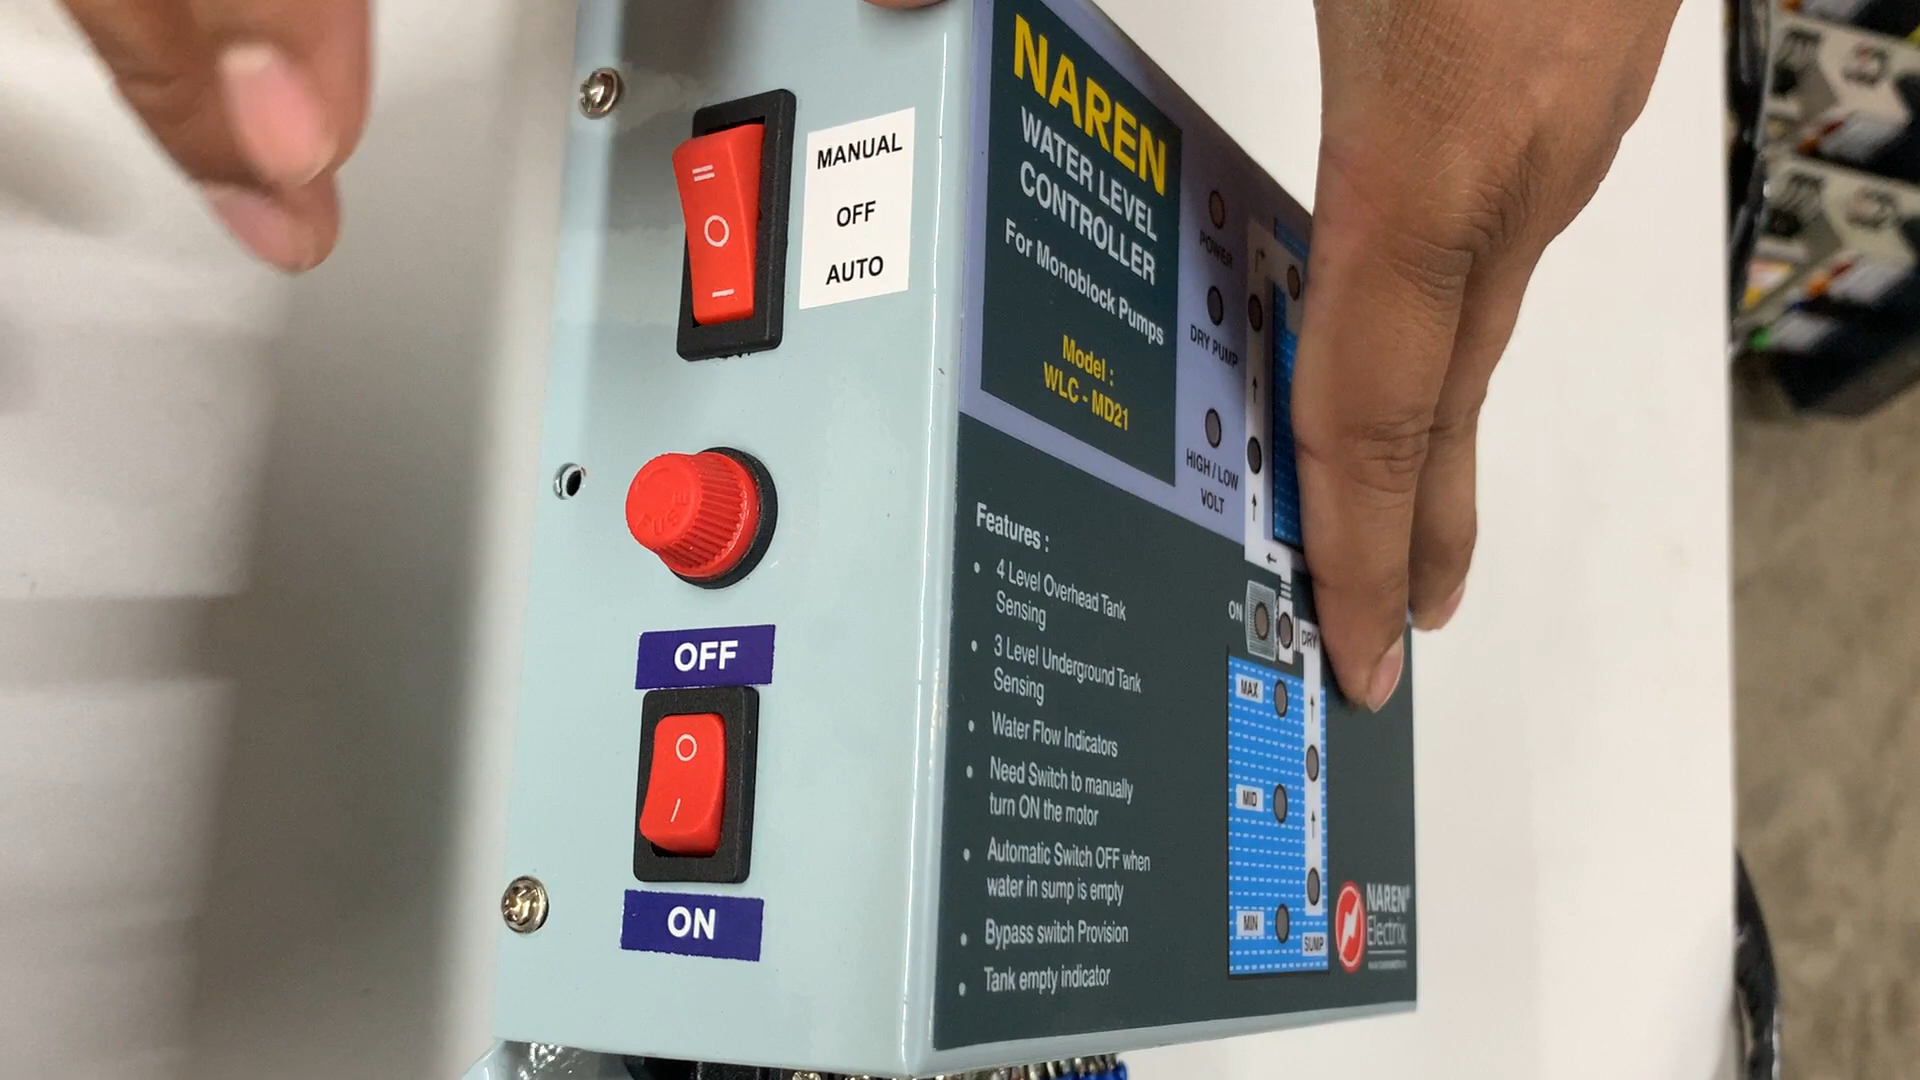 MANUAL
OFF
AUTO
FUSE
OFF
ON
NAREN
WATER LEVEL
CONTROLLER
For Monoblock Pumps
Model :
WLC - MD21
POWER
DRY PUMP
HIGH / LOW
VOLT
Features :
• 4 Level Overhead Tank
Sensing
• 3 Level Underground Tank
Sensing
• Water Flow Indicators
• Need Switch to manually
turn ON the motor
• Automatic Switch OFF when
water in sump is empty
• Bypass switch Provision
• Tank empty indicator
ON
DRY
MAX
MID
MIN
SUMP
NAREN®
Electrix